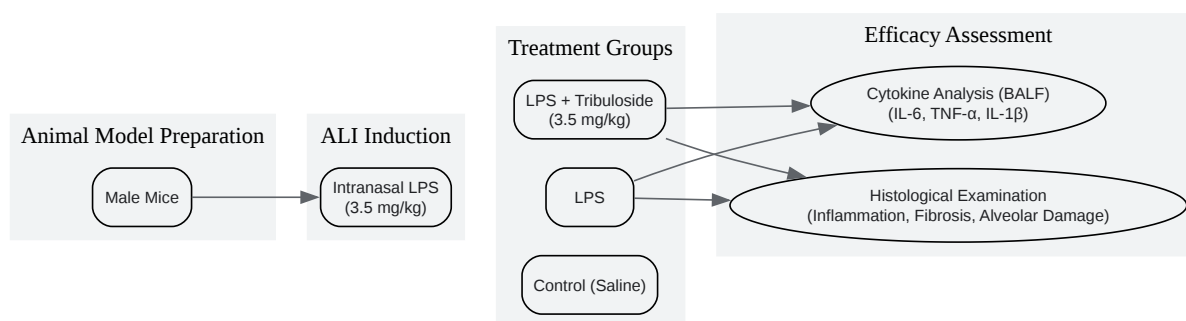 Animal Model Preparation
Male Mice
ALI Induction
Intranasal LPS
(3.5 mg/kg)
Treatment Groups
LPS + Tribuloside
(3.5 mg/kg)
LPS
Control (Saline)
Efficacy Assessment
Cytokine Analysis (BALF)
(IL-6, TNF-α, IL-1β)
Histological Examination
(Inflammation, Fibrosis, Alveolar Damage)